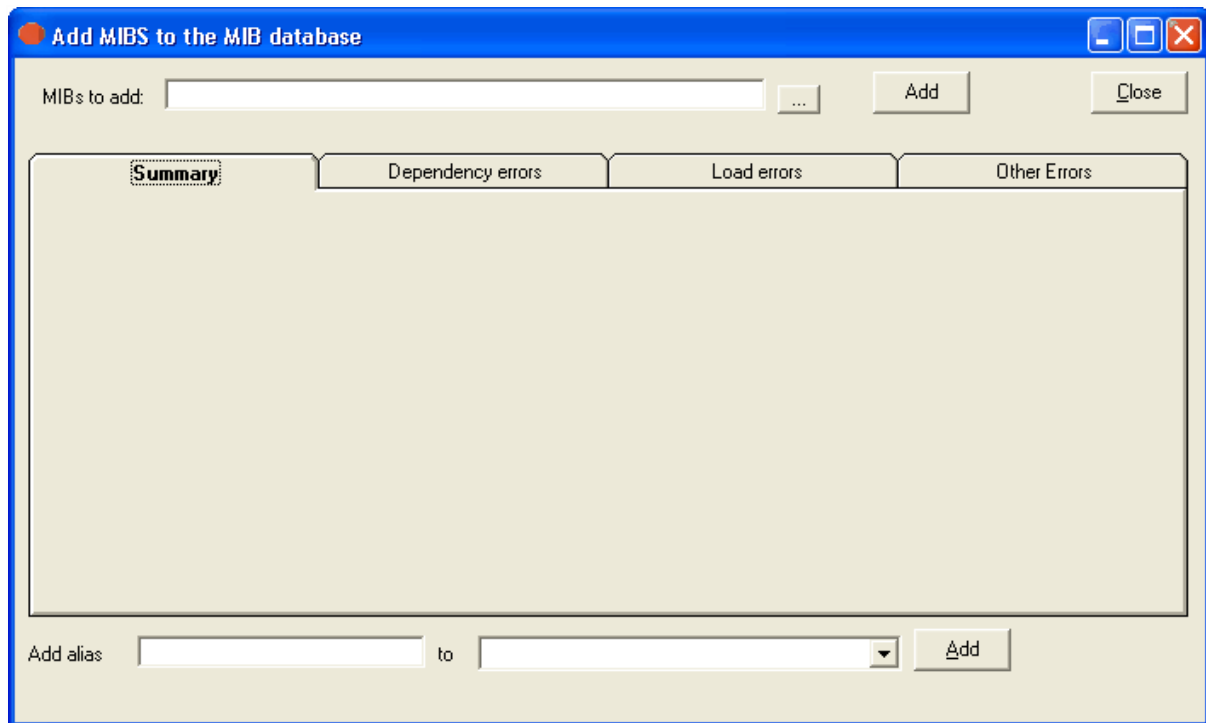 Add MIBS to the MIB database
MIBs to add: ... Add Close
Summary Dependency errors Load errors Other Errors
Add alias to Add